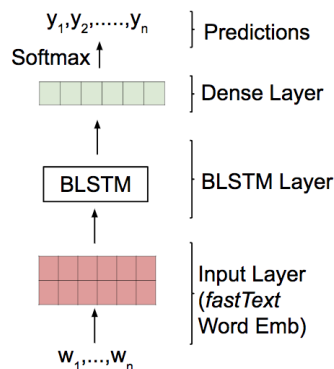 y1,y2,.....,yn
Predictions
Softmax
Dense Layer
BLSTM
BLSTM Layer
Input Layer
(fastText
Word Emb)
w1,...,wn